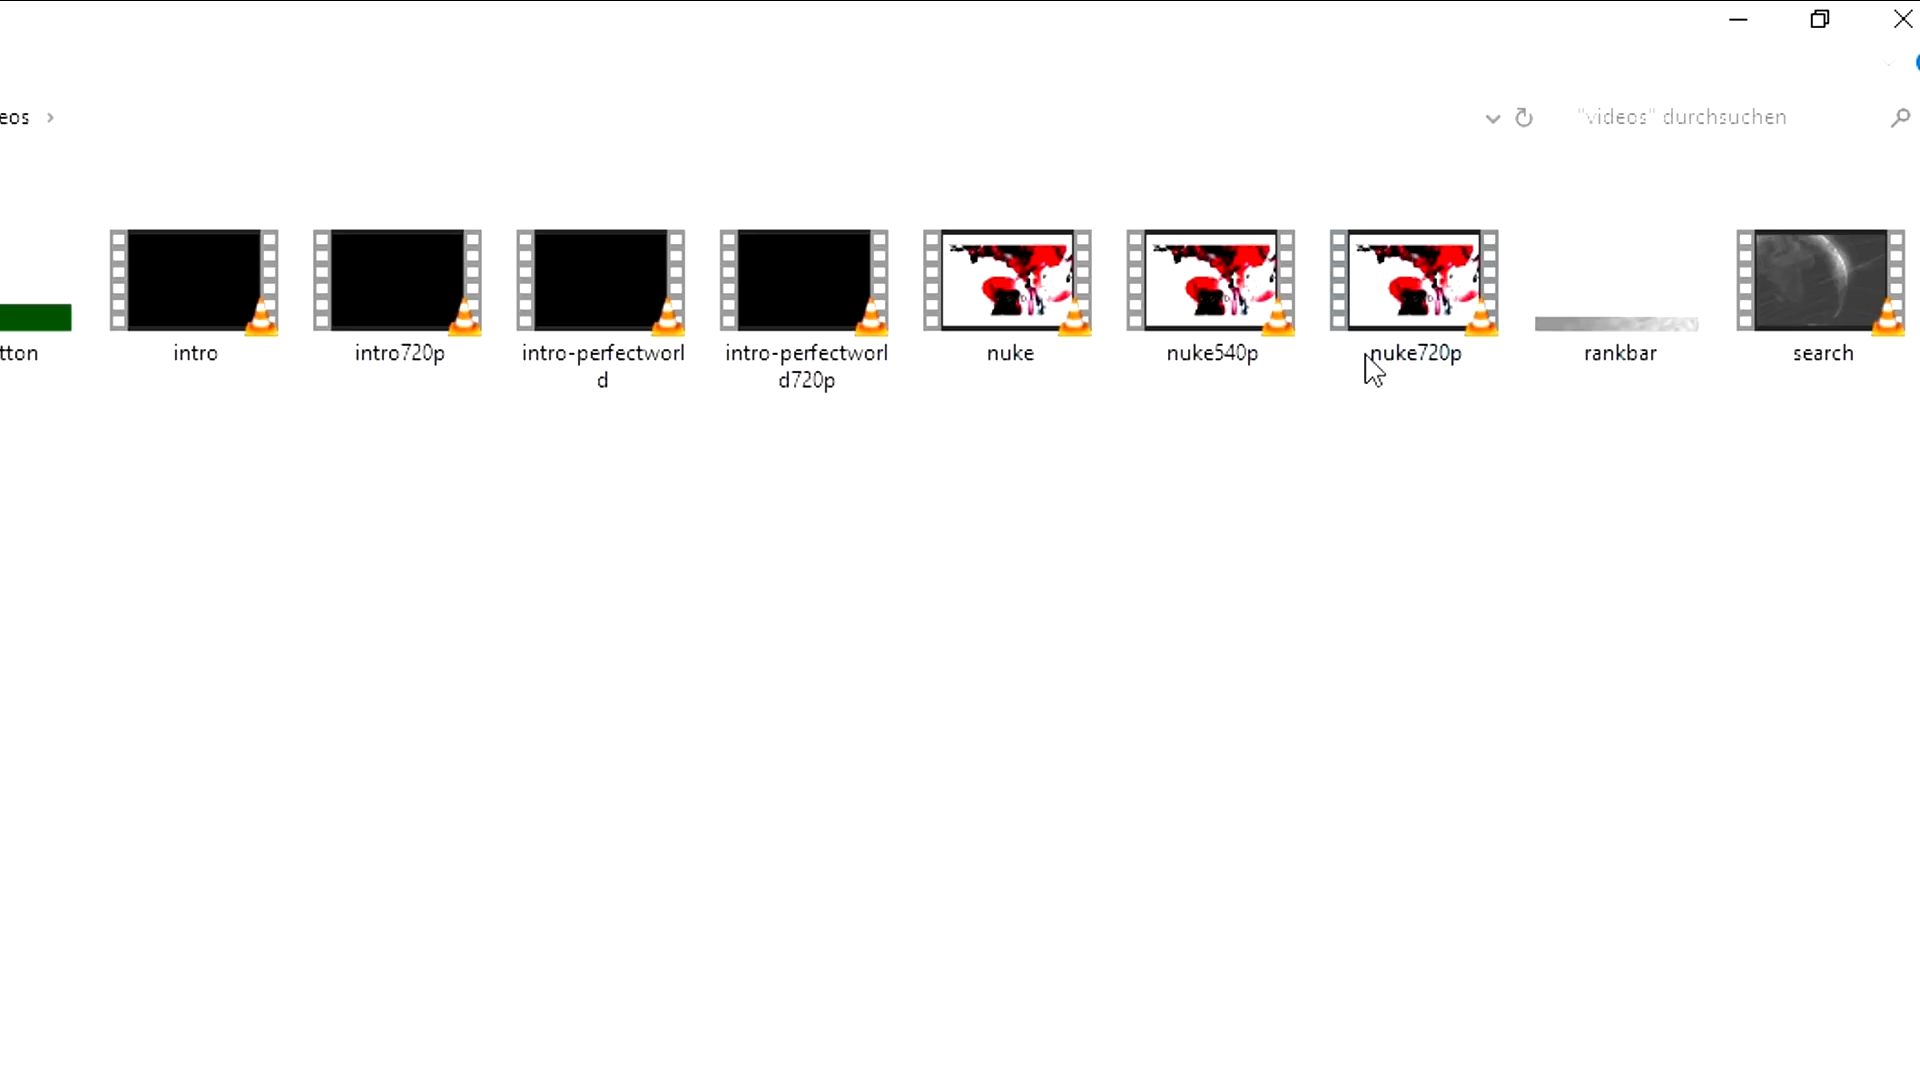 eos
"videos" durchsuchen
tton
intro
intro720p
intro-perfectworl
d
intro-perfectworl
d720p
nuke
nuke540p
nuke720p
rankbar
search